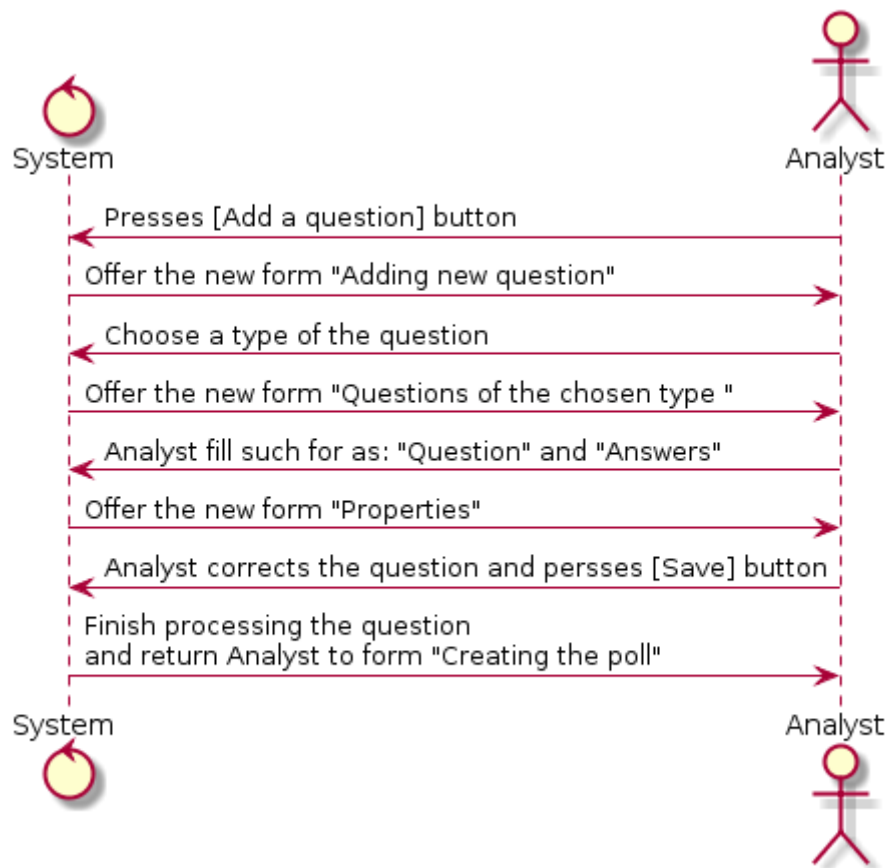 System
Analyst
Presses [Add a question] button
Offer the new form "Adding new question"
Choose a type of the question
Offer the new form "Questions of the chosen type "
Analyst fill such for as: "Question" and "Answers"
Offer the new form "Properties"
Analyst corrects the question and persses [Save] button
Finish processing the question
and return Analyst to form "Creating the poll"
System
Analyst